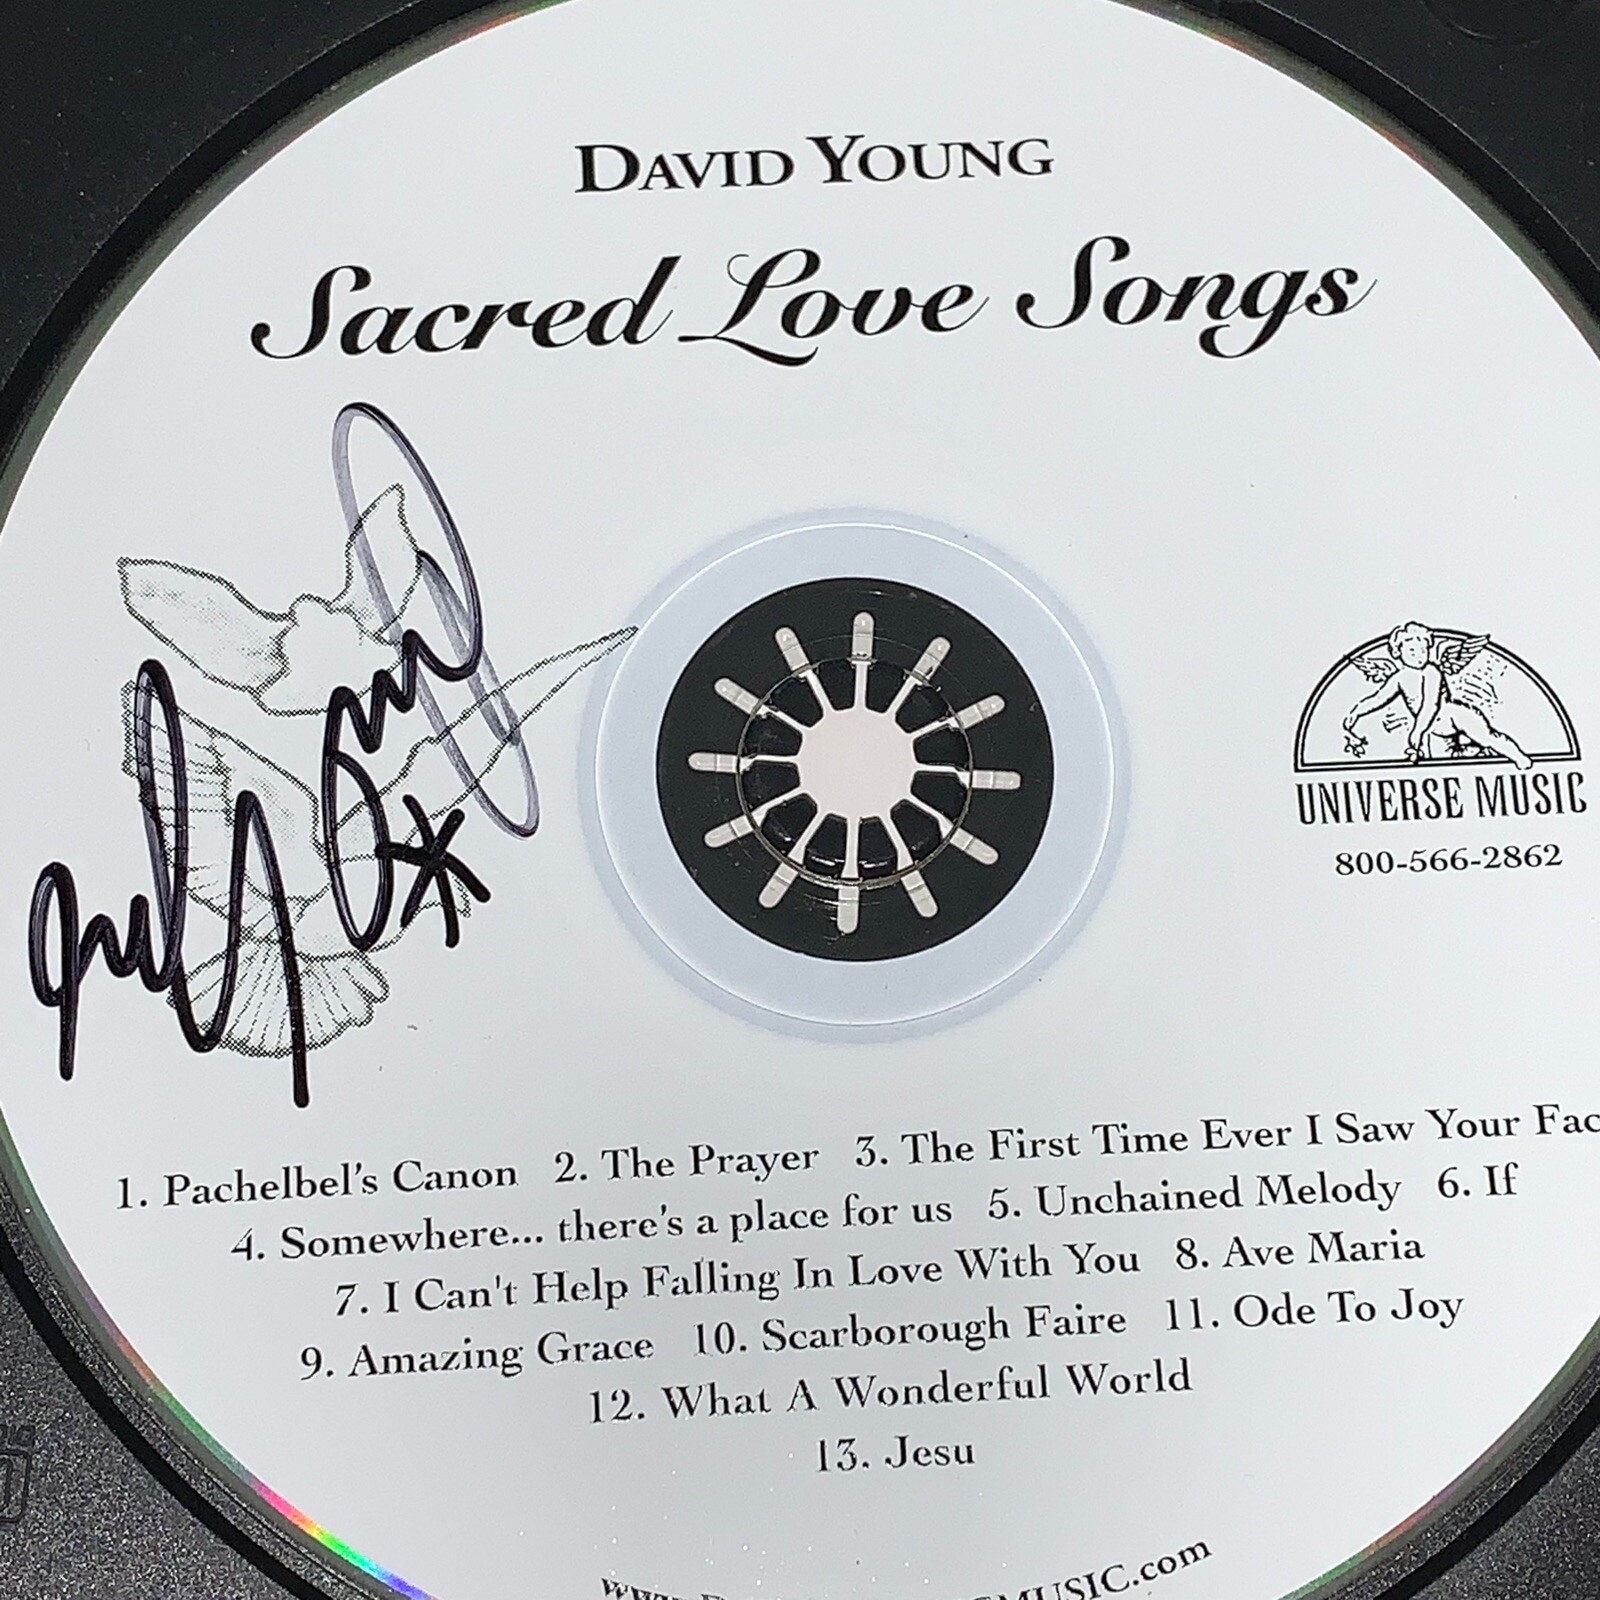 DAVID YOUNG
Sacred Love Songs
UNIVERSE MUSIC
800-566-2862
1. Pachelbel's Canon 2. The Prayer 3. The First Time Ever I Saw Your Fac
4. Somewhere... there's a place for us 5. Unchained Melody 6. If
7. I Can't Help Falling In Love With You 8. Ave Maria
9. Amazing Grace 10. Scarborough Faire 11. Ode To Joy
12. What A Wonderful World
13. Jesu
MUSIC.com